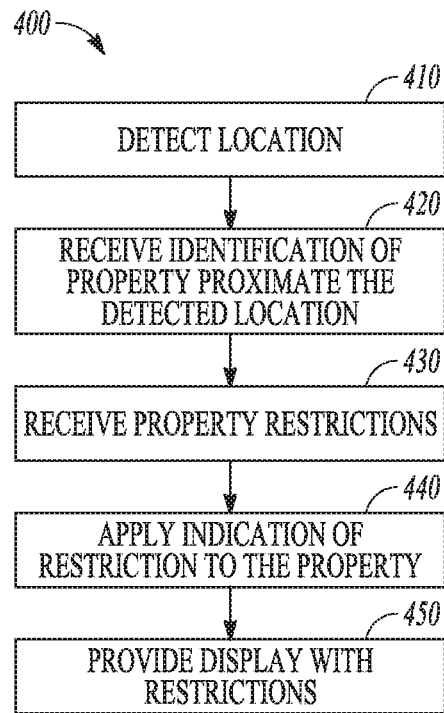 400
410
DETECT LOCATION
420
RECEIVE IDENTIFICATION OF
PROPERTY PROXIMATE THE
DETECTED LOCATION
430
RECEIVE PROPERTY RESTRICTIONS
440
APPLY INDICATION OF
RESTRICTION TO THE PROPERTY
450
PROVIDE DISPLAY WITH
RESTRICTIONS